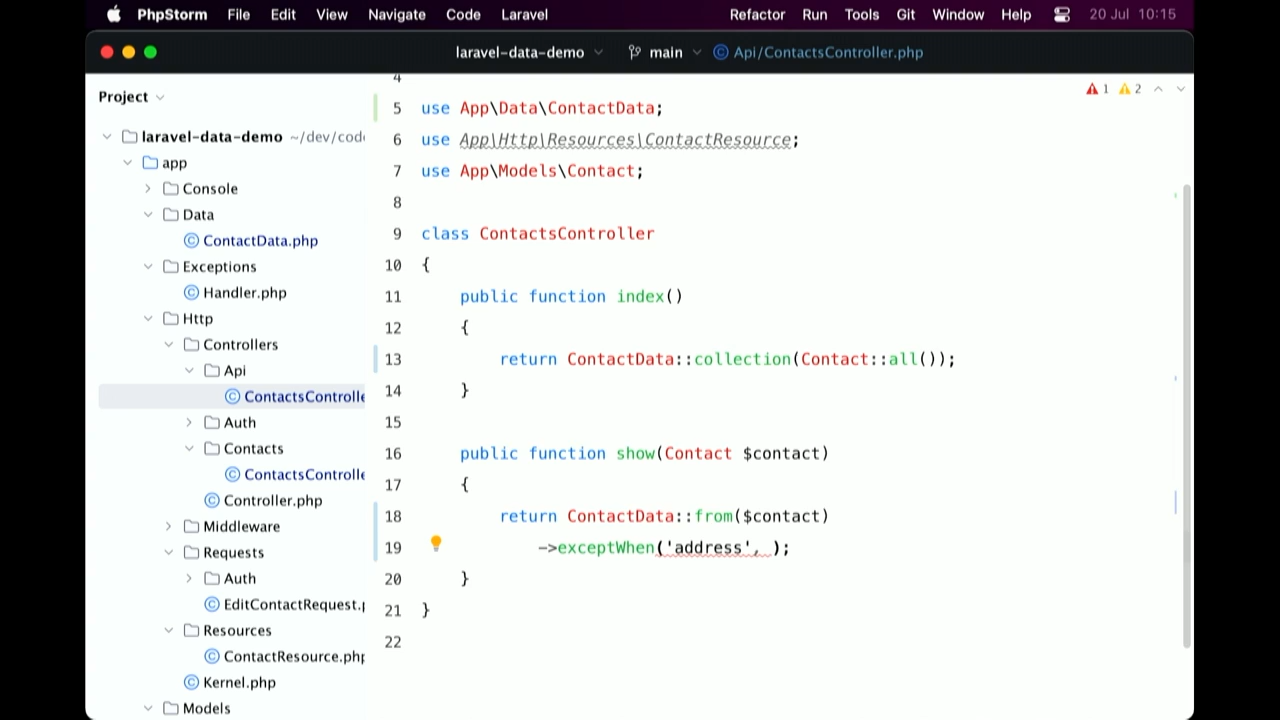 PhpStorm File Edit View Navigate Code Laravel Refactor Run Tools Git Window Help 20 Jul 10:15
laravel-data-demo main Api/ContactsController.php
Project
laravel-data-demo ~/dev/code
app
Console
Data
ContactData.php
Exceptions
Handler.php
Http
Controllers
Api
ContactsControlle
Auth
Contacts
ContactsControlle
Controller.php
Middleware
Requests
Auth
EditContactRequest.p
Resources
ContactResource.php
Kernel.php
Models
1 2
4
5 use App\Data\ContactData;
6 use App\Http\Resources\ContactResource;
7 use App\Models\Contact;
8
9 class ContactsController
10 {
11 public function index()
12 {
13 return ContactData::collection(Contact::all());
14 }
15
16 public function show(Contact $contact)
17 {
18 return ContactData::from($contact)
19 ->exceptWhen('address', );
20 }
21 }
22